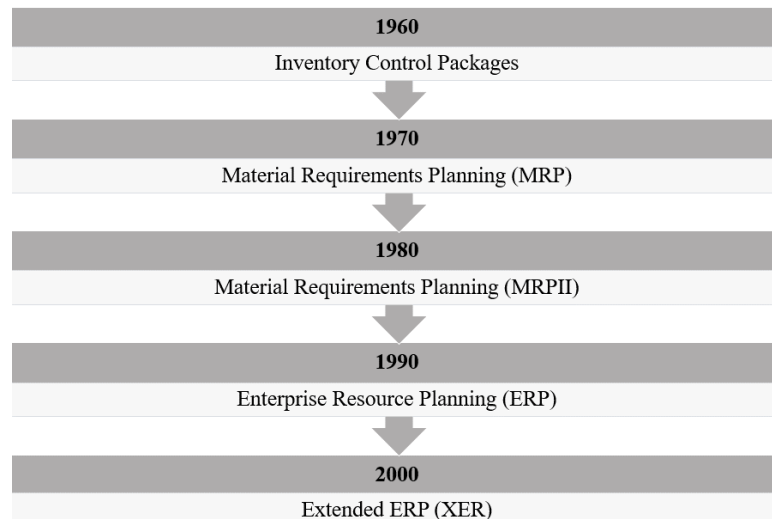 1960
Inventory Control Packages
1970
Material Requirements Planning (MRP)
1980
Material Requirements Planning (MRPII)
1990
Enterprise Resource Planning (ERP)
2000
Extended ERP (XER)